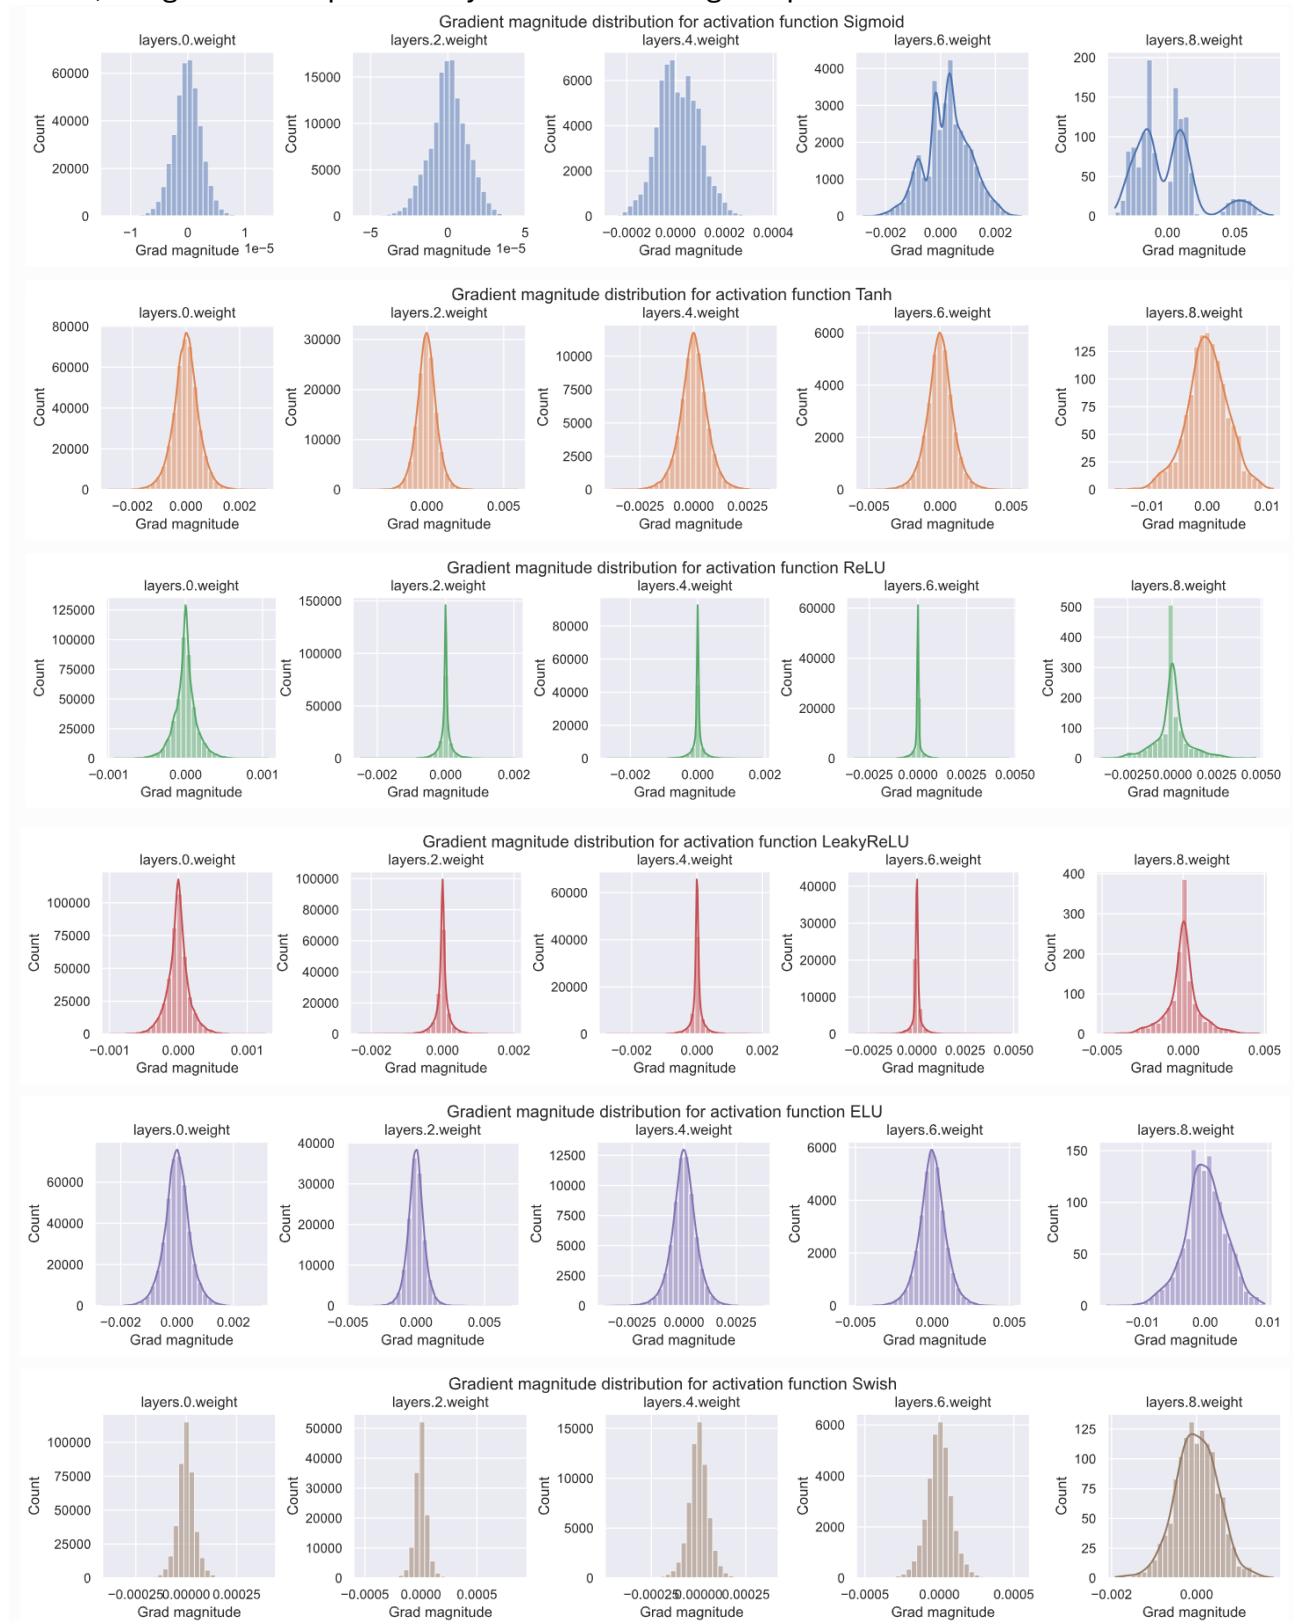 Gradient magnitude distribution for activation function Sigmoid
layers.0.weight layers.2.weight layers.4.weight layers.6.weight layers.8.weight
60000 40000 20000 0 Count
15000 10000 5000 0 Count
6000 4000 2000 0 Count
4000 3000 2000 1000 0 Count
200 150 100 50 0 Count
−1 0 1 1e−5 −5 0 5 1e−5 −0.0002 0.0000 0.0002 0.0004 −0.002 0.000 0.002 0.00 0.05
Grad magnitude Grad magnitude Grad magnitude Grad magnitude Grad magnitude
Gradient magnitude distribution for activation function Tanh
layers.0.weight layers.2.weight layers.4.weight layers.6.weight layers.8.weight
80000 60000 40000 20000 0 Count
30000 20000 10000 0 Count
10000 7500 5000 2500 0 Count
6000 4000 2000 0 Count
125 100 75 50 25 0 Count
−0.002 0.000 0.002 0.000 0.005 −0.0025 0.0000 0.0025 −0.005 0.000 0.005 −0.01 0.00 0.01
Grad magnitude Grad magnitude Grad magnitude Grad magnitude Grad magnitude
Gradient magnitude distribution for activation function ReLU
layers.0.weight layers.2.weight layers.4.weight layers.6.weight layers.8.weight
125000 100000 75000 50000 25000 0 Count
150000 100000 50000 0 Count
80000 60000 40000 20000 0 Count
60000 40000 20000 0 Count
500 400 300 200 100 0 Count
−0.001 0.000 0.001 −0.002 0.000 0.002 −0.002 0.000 0.002 −0.0025 0.000 0.0025 0.0050 −0.0025 0.0000 0.0025 0.0050
Grad magnitude Grad magnitude Grad magnitude Grad magnitude Grad magnitude
Gradient magnitude distribution for activation function LeakyReLU
layers.0.weight layers.2.weight layers.4.weight layers.6.weight layers.8.weight
100000 75000 50000 25000 0 Count
100000 80000 60000 40000 20000 0 Count
60000 40000 20000 0 Count
40000 30000 20000 10000 0 Count
400 300 200 100 0 Count
−0.001 0.000 0.001 −0.002 0.000 0.002 −0.002 0.000 0.002 −0.0025 0.000 0.0025 0.0050 −0.005 0.000 0.005
Grad magnitude Grad magnitude Grad magnitude Grad magnitude Grad magnitude
Gradient magnitude distribution for activation function ELU
layers.0.weight layers.2.weight layers.4.weight layers.6.weight layers.8.weight
60000 40000 20000 0 Count
40000 30000 20000 10000 0 Count
12500 10000 7500 5000 2500 0 Count
6000 4000 2000 0 Count
150 100 50 0 Count
−0.002 0.000 0.002 −0.005 0.000 0.005 −0.0025 0.0000 0.0025 −0.005 0.000 0.005 −0.01 0.00 0.01
Grad magnitude Grad magnitude Grad magnitude Grad magnitude Grad magnitude
Gradient magnitude distribution for activation function Swish
layers.0.weight layers.2.weight layers.4.weight layers.6.weight layers.8.weight
100000 75000 50000 25000 0 Count
50000 40000 30000 20000 10000 0 Count
15000 10000 5000 0 Count
6000 4000 2000 0 Count
125 100 75 50 25 0 Count
−0.00025 0.00000 0.00025 −0.0005 0.000 0.0005 −0.00025 0.00000 0.00025 −0.0005 0.0000 0.0005 −0.002 0.000
Grad magnitude Grad magnitude Grad magnitude Grad magnitude Grad magnitude